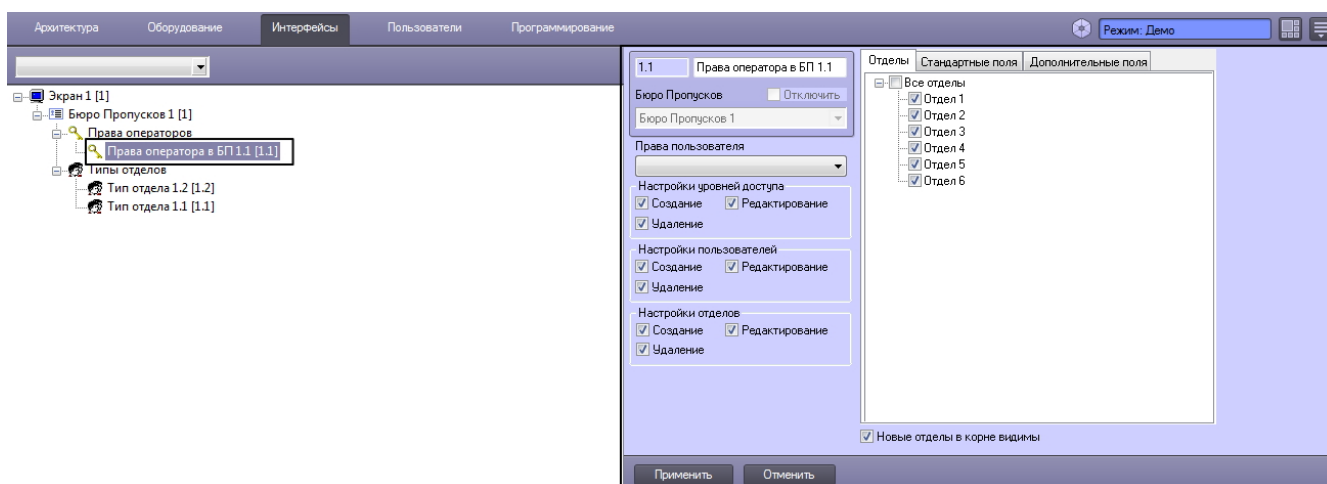 Архитектура Оборудование Интерфейсы Пользователи Программирование Режим: Демо
Экран 1 [1]
Бюро Пропусков 1 [1]
Права операторов
Права оператора в БП 1.1 [1.1]
Типы отделов
Тип отдела 1.2 [1.2]
Тип отдела 1.1 [1.1]
1.1 Права оператора в БП 1.1
Бюро Пропусков Отключить
Бюро Пропусков 1
Права пользователя
Настройки уровней доступа
Создание Редактирование
Удаление
Настройки пользователей
Создание Редактирование
Удаление
Настройки отделов
Создание Редактирование
Удаление
Отделы Стандартные поля Дополнительные поля
Все отделы
Отдел 1
Отдел 2
Отдел 3
Отдел 4
Отдел 5
Отдел 6
Новые отделы в корне видимы
Применить Отменить